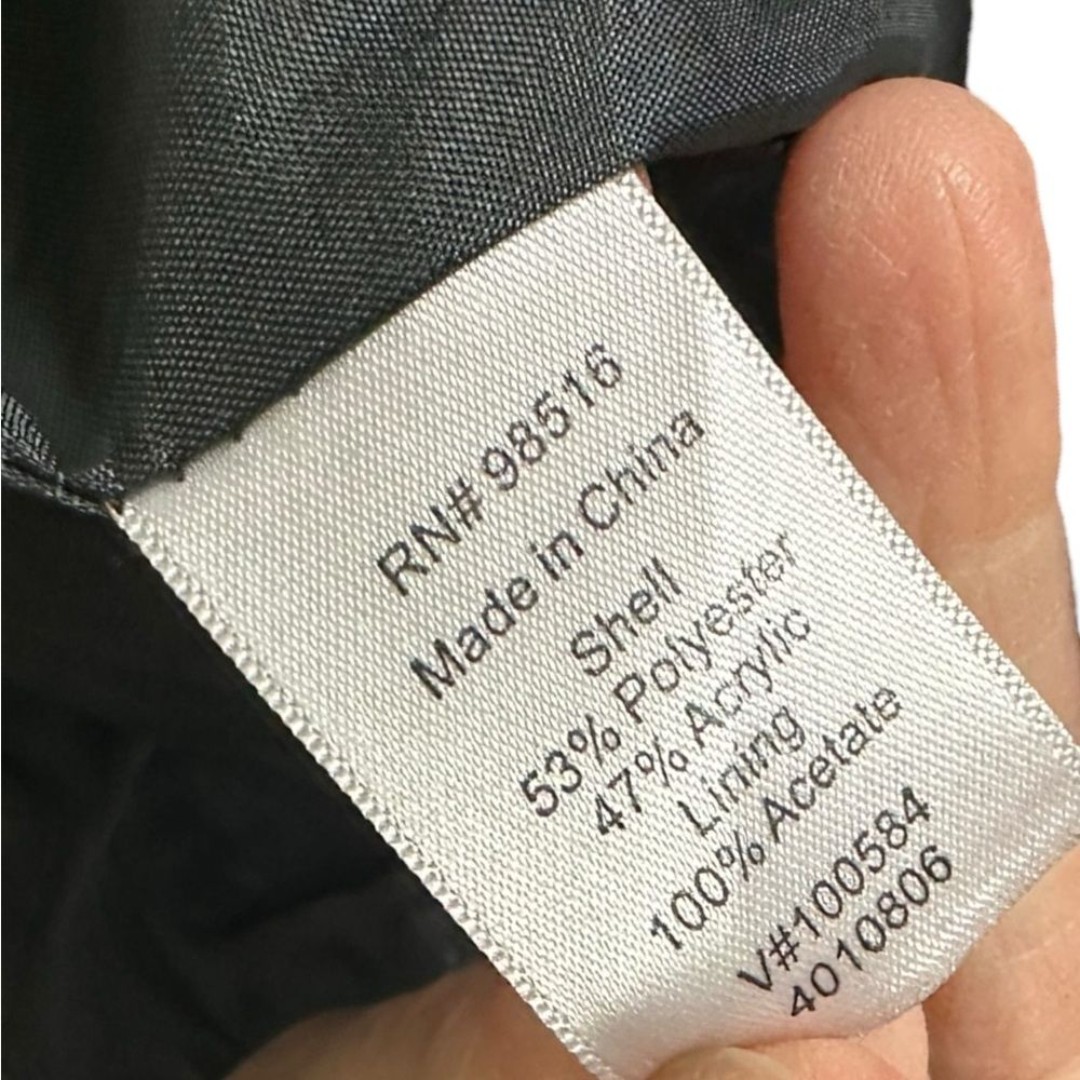 RN# 98516
Made in China
Shell
53% Polyester
47% Acrylic
Lining
100% Acetate
V#100584
4010806